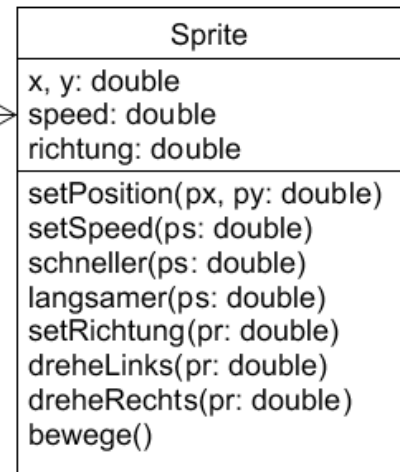 Sprite
x, y: double
speed: double
richtung: double
setPosition(px, py: double)
setSpeed(ps: double)
schneller(ps: double)
langsamer(ps: double)
setRichtung(pr: double)
dreheLinks(pr: double)
dreheRechts(pr: double)
bewege()